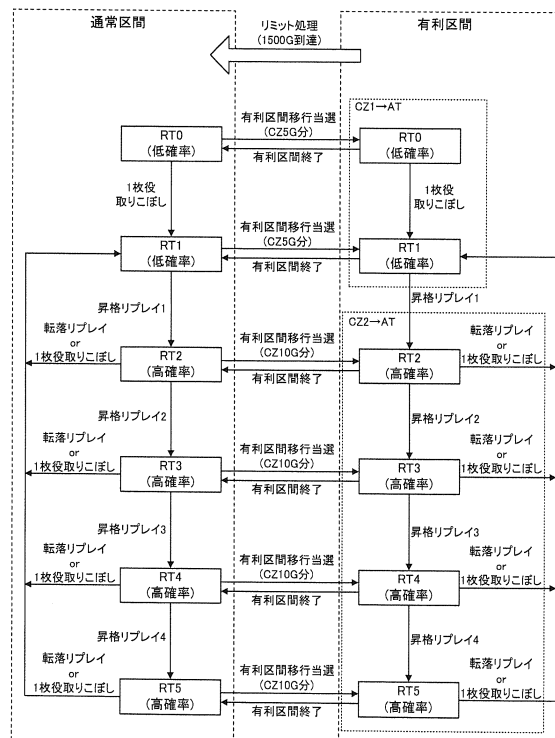 通常区間
リミット処理
(1500G到達)
有利区間
CZ1→AT
RT0
(低確率)
有利区間移行当選
(CZ5G分)
有利区間終了
RT0
(低確率)
1枚役
取りこぼし
1枚役
取りこぼし
RT1
(低確率)
有利区間移行当選
(CZ5G分)
有利区間終了
RT1
(低確率)
昇格リプレイ1
昇格リプレイ1
CZ2→AT
転落リプレイ
or
1枚役取りこぼし
RT2
(高確率)
有利区間移行当選
(CZ10G分)
有利区間終了
RT2
(高確率)
転落リプレイ
or
1枚役取りこぼし
昇格リプレイ2
昇格リプレイ2
転落リプレイ
or
1枚役取りこぼし
RT3
(高確率)
有利区間移行当選
(CZ10G分)
有利区間終了
RT3
(高確率)
転落リプレイ
or
1枚役取りこぼし
昇格リプレイ3
昇格リプレイ3
転落リプレイ
or
1枚役取りこぼし
RT4
(高確率)
有利区間移行当選
(CZ10G分)
有利区間終了
RT4
(高確率)
転落リプレイ
or
1枚役取りこぼし
昇格リプレイ4
昇格リプレイ4
転落リプレイ
or
1枚役取りこぼし
RT5
(高確率)
有利区間移行当選
(CZ10G分)
有利区間終了
RT5
(高確率)
転落リプレイ
or
1枚役取りこぼし